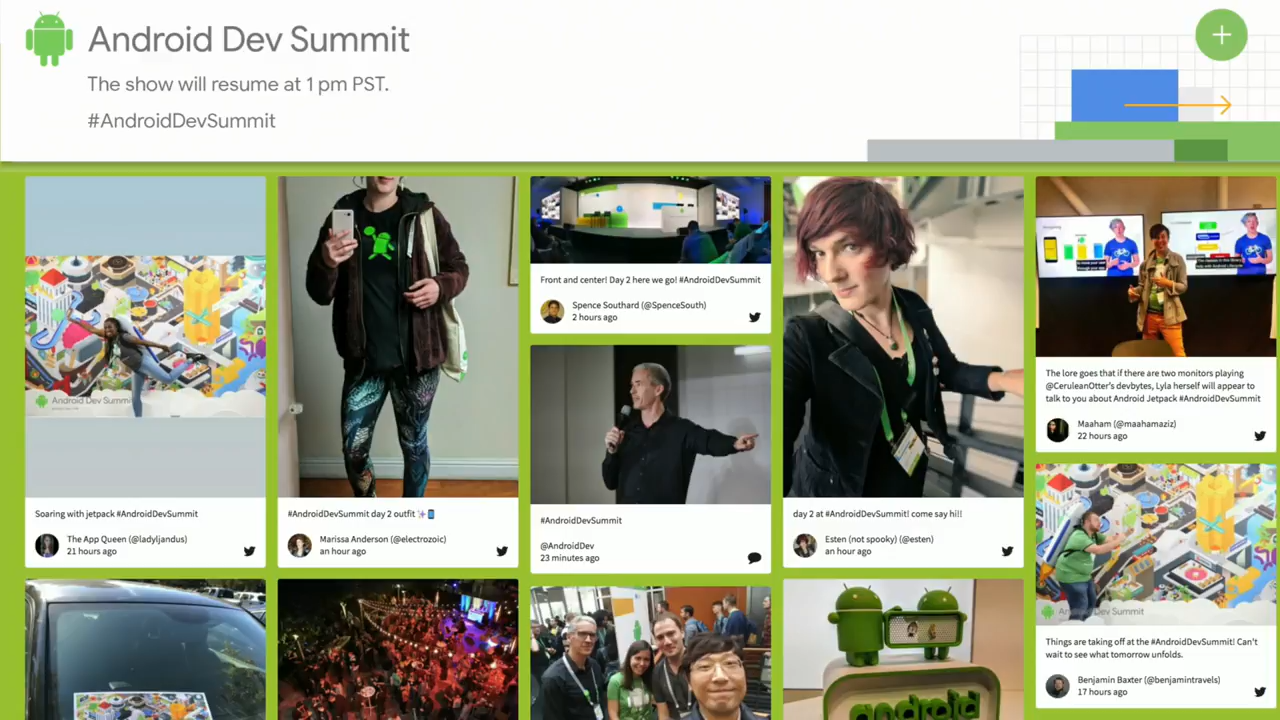 Android Dev Summit
The show will resume at 1 pm PST.
#AndroidDevSummit
Android Dev Summit
Soaring with jetpack #AndroidDevSummit
The App Queen (@ladyljandus)
21 hours ago
#AndroidDevSummit day 2 outfit ✨📱
Marissa Anderson (@electrozoic)
an hour ago
Front and center! Day 2 here we go! #AndroidDevSummit
Spence Southard (@SpenceSouth)
2 hours ago
#AndroidDevSummit
@AndroidDev
23 minutes ago
day 2 at #AndroidDevSummit! come say hi!!
Esten (not spooky) (@esten)
an hour ago
android
The lore goes that if there are two monitors playing
@CeruleanOtter's devbytes, Lyla herself will appear to
talk to you about Android Jetpack #AndroidDevSummit
Maaham (@maahamaziz)
22 hours ago
Android Dev Summit
Things are taking off at the #AndroidDevSummit! Can't
wait to see what tomorrow unfolds.
Benjamin Baxter (@benjamintravels)
17 hours ago